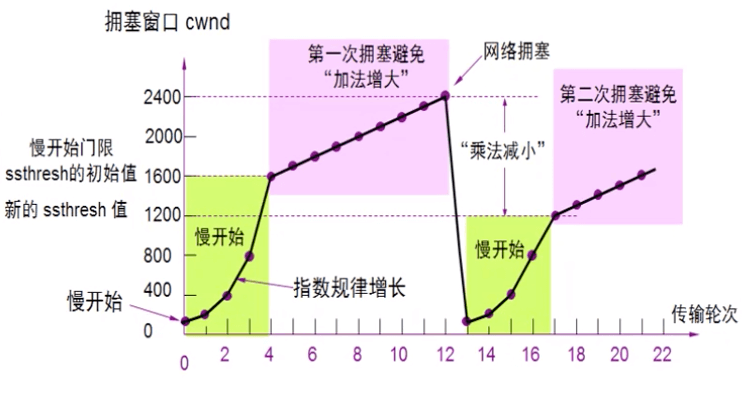 拥塞窗口 cwnd
第一次拥塞避免
“加法增大”
网络拥塞
第二次拥塞避免
“加法增大”
2400
2000
慢开始门限
ssthresh的初始值
1600
“乘法减小”
新的 ssthresh 值
1200
慢开始
慢开始
800
400
指数规律增长
慢开始
0
传输轮次
0 2 4 6 8 10 12 14 16 18 20 22